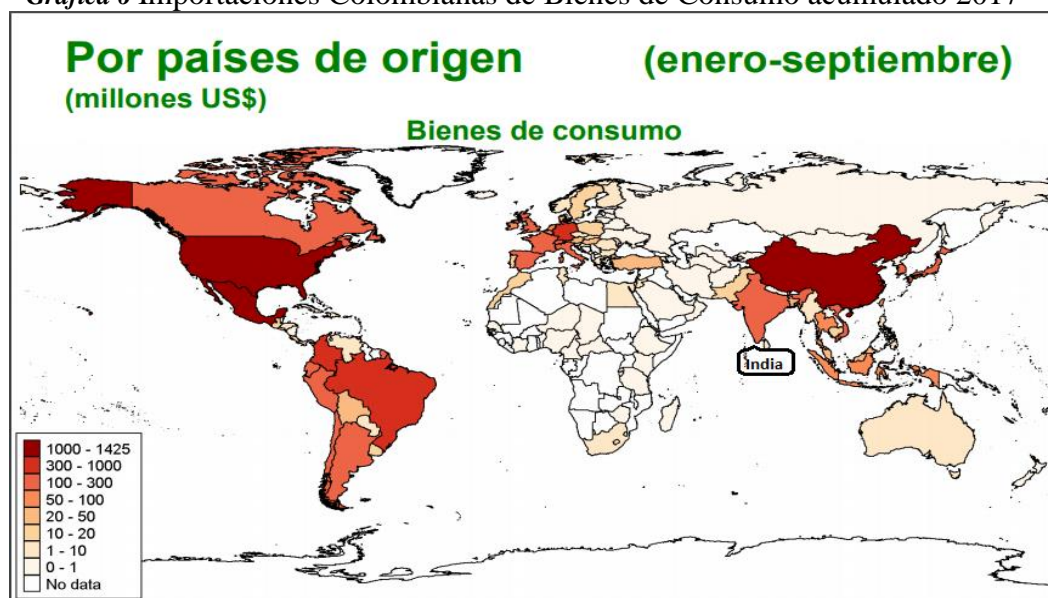 Gráfica 6 Importaciones Colombianas de Bienes de Consumo acumulado 2017
Por países de origen (enero-septiembre)
(millones US$)
Bienes de consumo
India
1000 - 1425
300 - 1000
100 - 300
50 - 100
20 - 50
10 - 20
1 - 10
0 - 1
No data